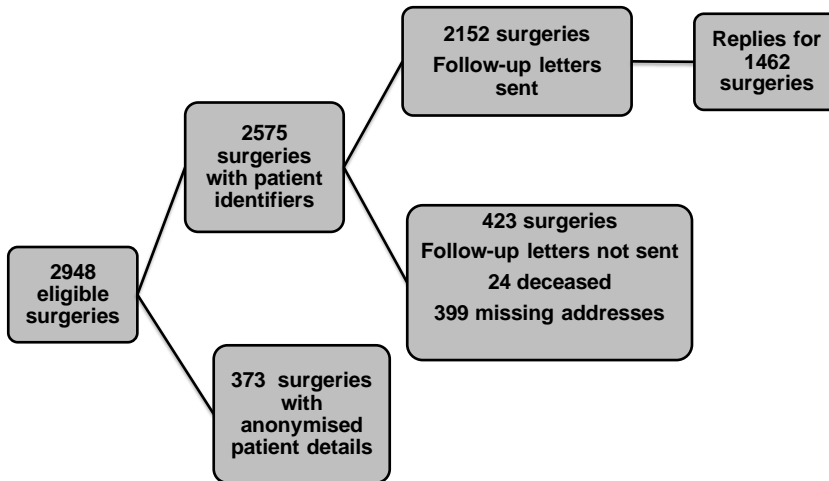 2948
eligible
surgeries
2575
surgeries
with patient
identifiers
373 surgeries
with
anonymised
patient details
2152 surgeries
Follow-up letters
sent
423 surgeries
Follow-up letters not sent
24 deceased
399 missing addresses
Replies for
1462
surgeries